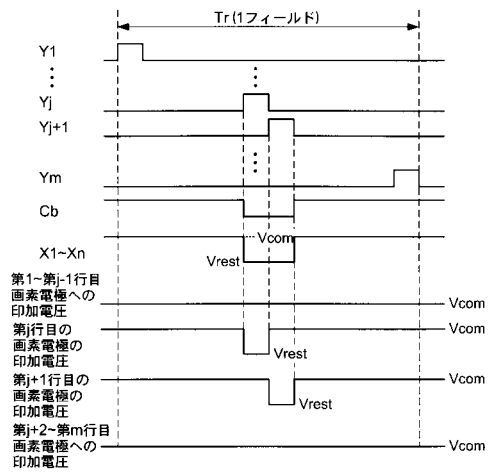 Tr(1フィールド)
Y1
Yj
Yj+1
Ym
Cb
X1~Xn
Vcom
Vrest
第1~第j-1行目
画素電極への
印加電圧
Vcom
第j行目の
画素電極の
印加電圧
Vcom
Vrest
第j+1行目の
画素電極の
印加電圧
Vcom
Vrest
第j+2~第m行目
画素電極への
印加電圧
Vcom